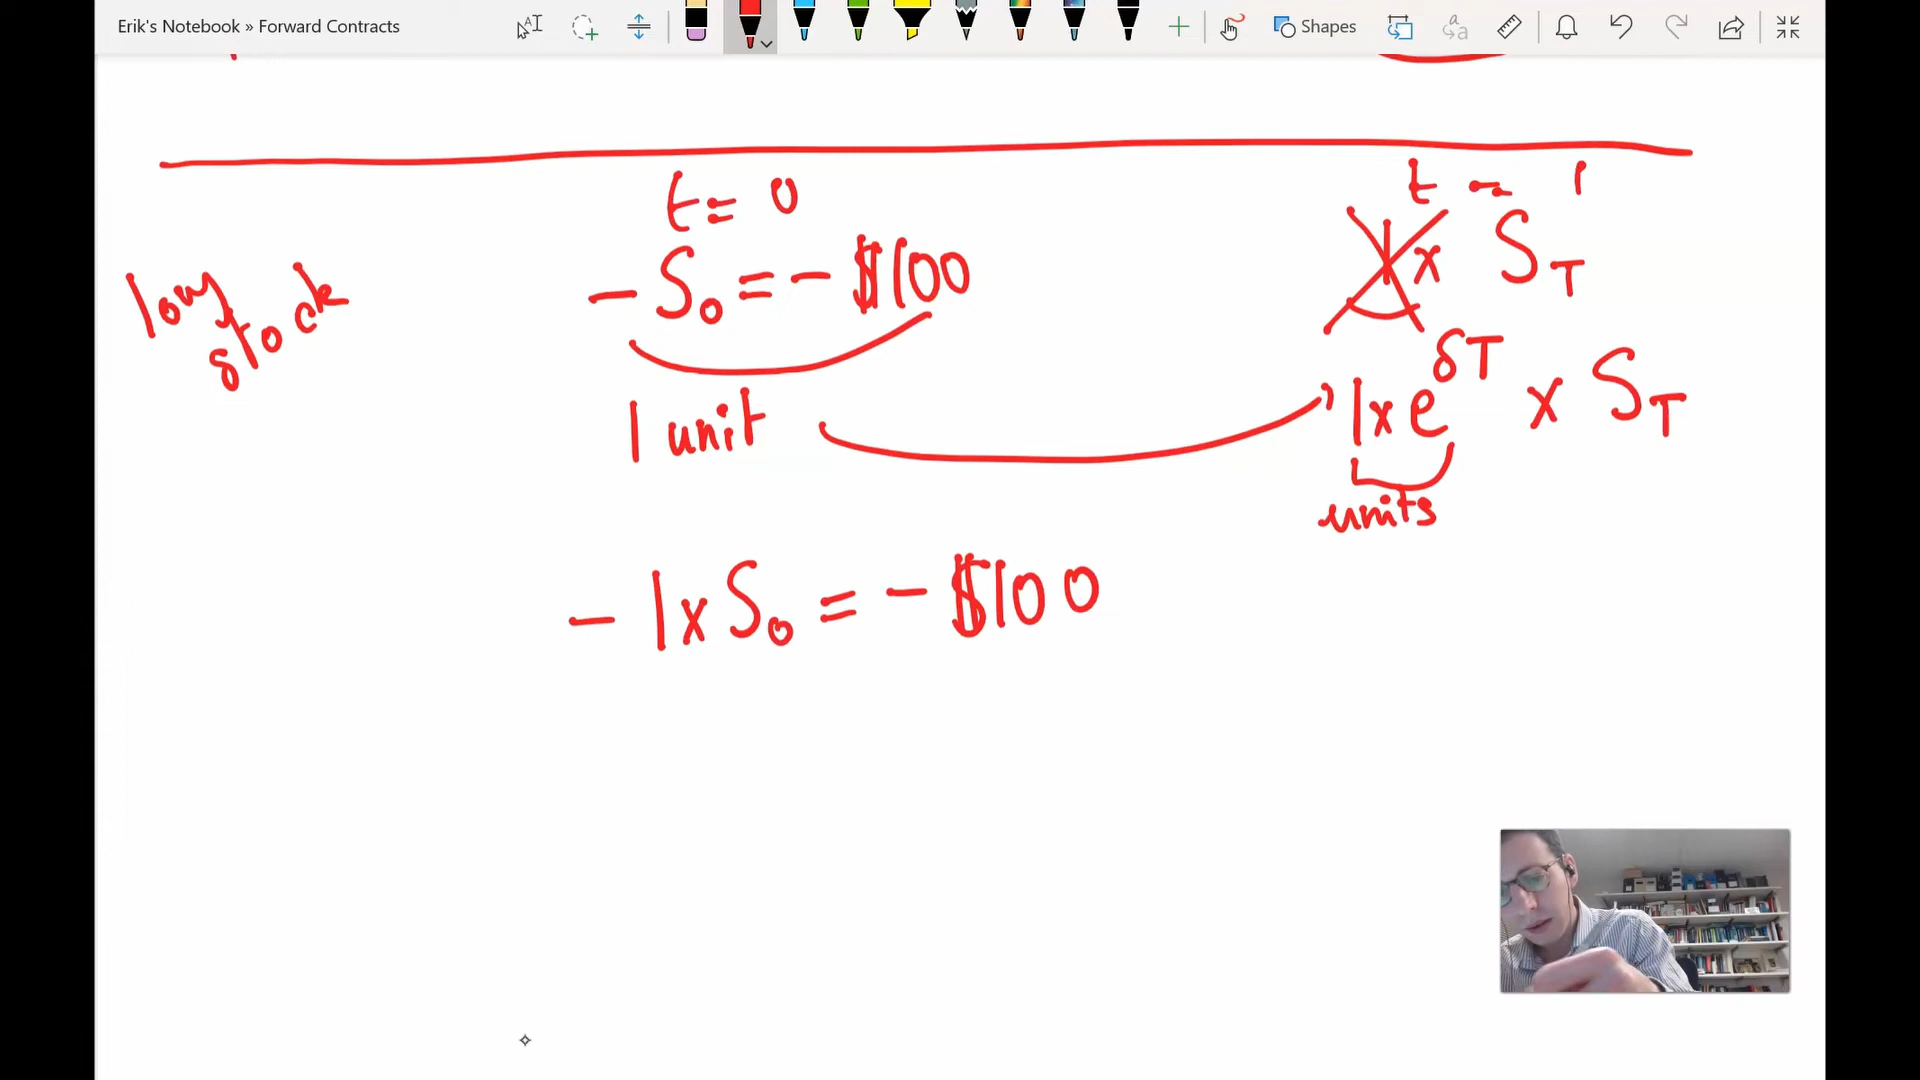 Erik's Notebook » Forward Contracts
Shapes
t = 0
t = 1
long stock
- S₀ = - $100
1 x S_T
1 unit
1 x e^{δT} x S_T
units
- 1 x S₀ = - $100